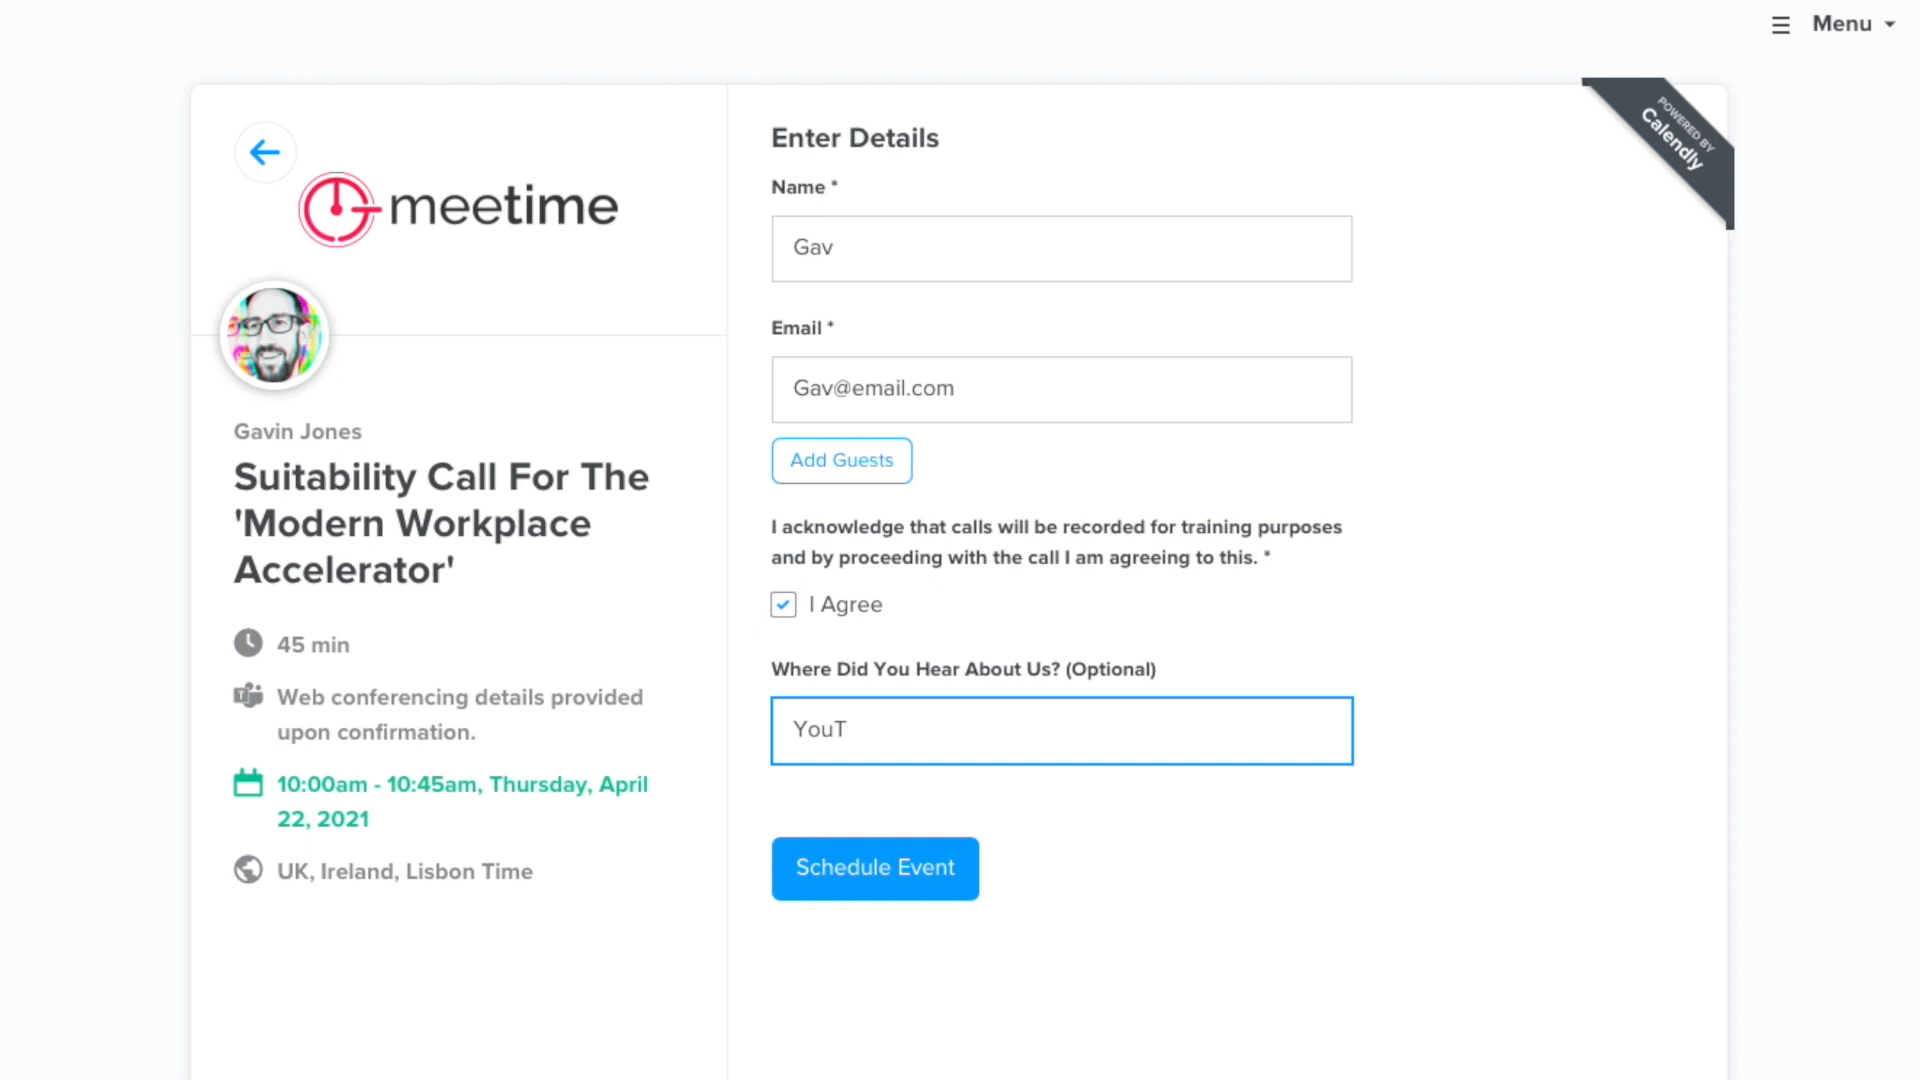 Menu
POWERED BY
Calendly
meetime
Gavin Jones
Suitability Call For The
'Modern Workplace
Accelerator'
45 min
Web conferencing details provided
upon confirmation.
10:00am - 10:45am, Thursday, April
22, 2021
UK, Ireland, Lisbon Time
Enter Details
Name *
Gav
Email *
Gav@email.com
Add Guests
I acknowledge that calls will be recorded for training purposes
and by proceeding with the call I am agreeing to this. *
I Agree
Where Did You Hear About Us? (Optional)
YouT
Schedule Event